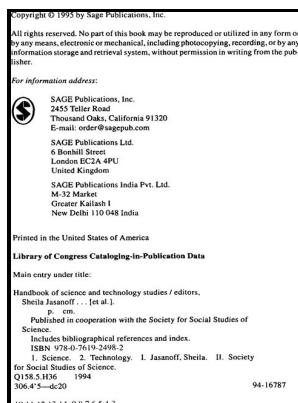 Copyright © 1995 by Sage Publications, Inc.
All rights reserved. No part of this book may be reproduced or utilized in any form or
by any means, electronic or mechanical, including photocopying, recording, or by any
information storage and retrieval system, without permission in writing from the pub-
lisher.
For information address:
SAGE Publications, Inc.
2455 Teller Road
Thousand Oaks, California 91320
E-mail: order@sagepub.com
SAGE Publications Ltd.
6 Bonhill Street
London EC2A 4PU
United Kingdom
SAGE Publications India Pvt. Ltd.
M-32 Market
Greater Kailash I
New Delhi 110 048 India
Printed in the United States of America
Library of Congress Cataloging-in-Publication Data
Main entry under title:
Handbook of science and technology studies / editors,
Sheila Jasanoff . . . [et al.].
p. cm.
Published in cooperation with the Society for Social Studies of
Science.
Includes bibliographical references and index.
ISBN 978-0-7619-2498-2
1. Science. 2. Technology. I. Jasanoff, Sheila. II. Society
for Social Studies of Science.
Q158.5.H36 1994
306.4'5—dc20 94-16787